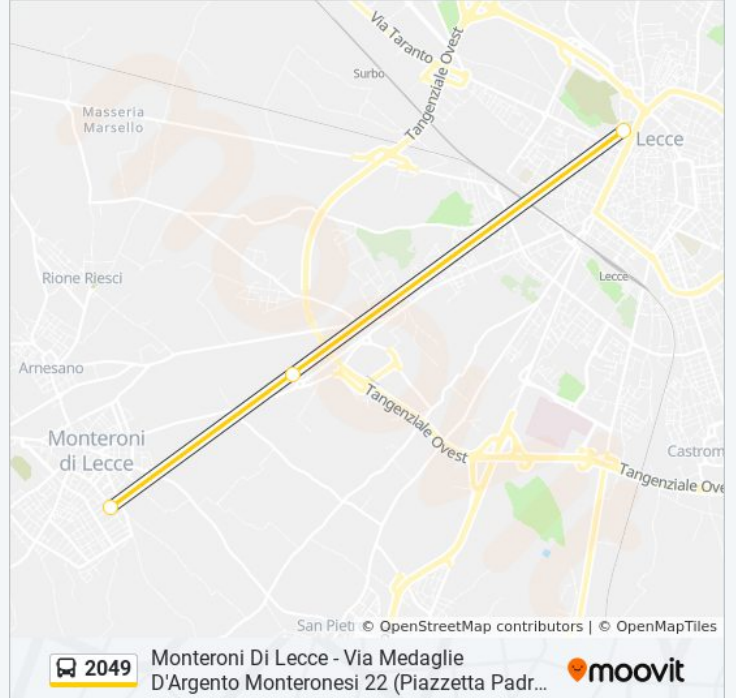 Via Taranto
Tangenziale Ovest
Surbo
Masseria
Marsello
Lecce
Rione Riesci
Lecce
Arnesano
Tangenziale Ovest
Monteroni
di Lecce
Castrom
Tangenziale Ove
San Pieti
© OpenStreetMap contributors | © OpenMapTiles
2049
Monteroni Di Lecce - Via Medaglie
D'Argento Monteronesi 22 (Piazzetta Padr...
moovit